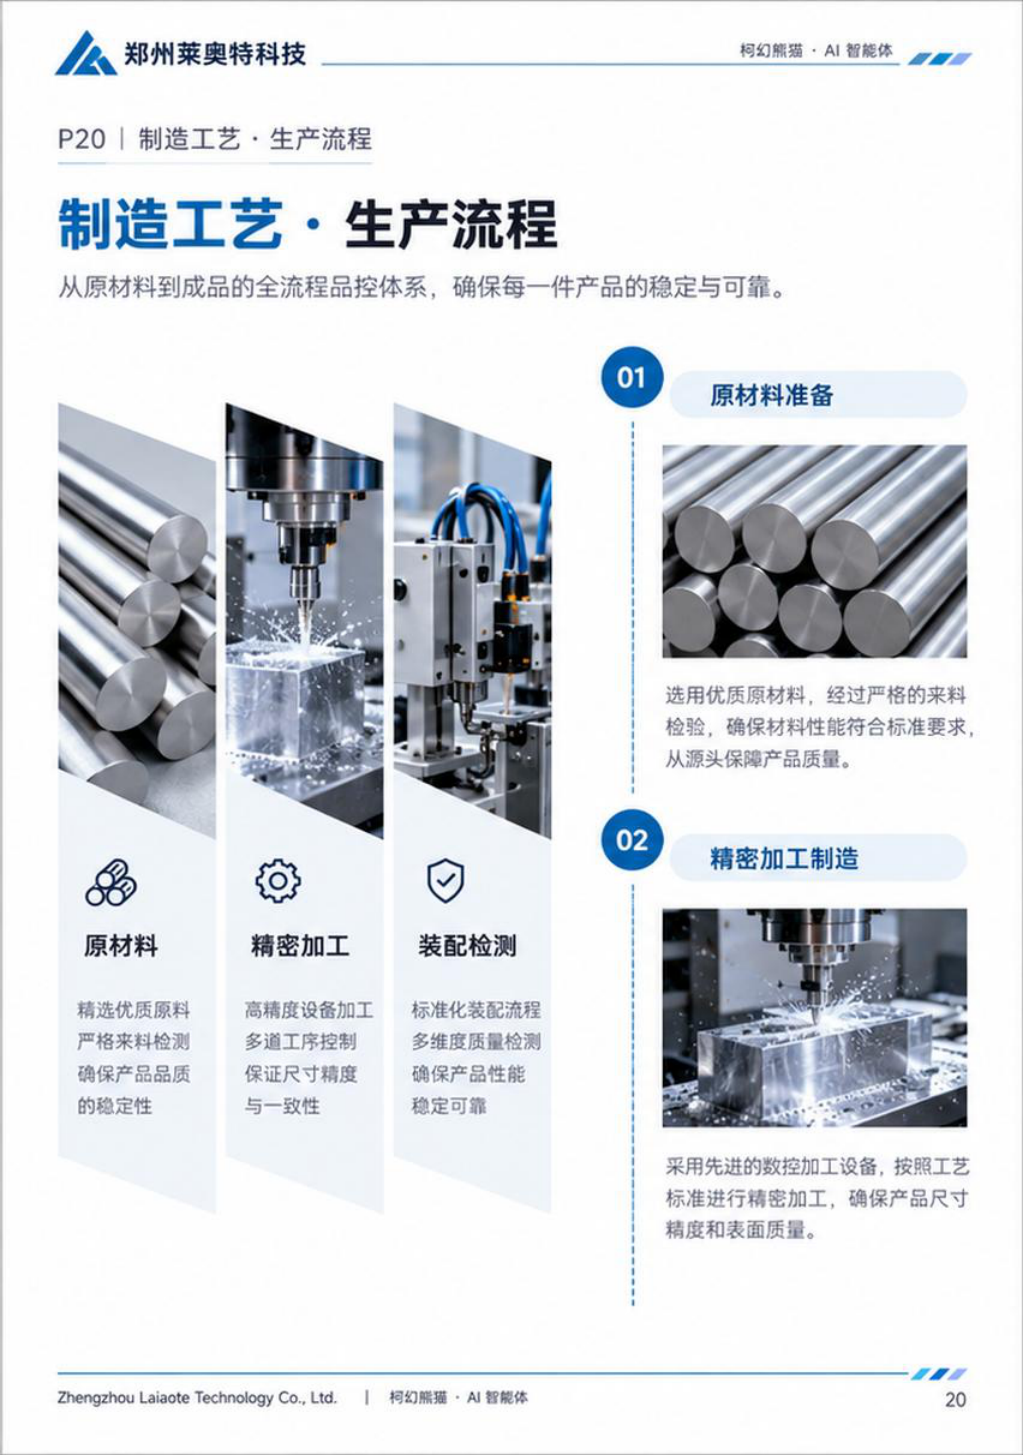 郑州莱奥特科技
柯幻熊猫 · AI 智能体
P20 | 制造工艺 · 生产流程
制造工艺 · 生产流程
从原材料到成品的全流程品控体系，确保每一件产品的稳定与可靠。
原材料
精选优质原料
严格来料检测
确保产品品质
的稳定性
精密加工
高精度设备加工
多道工序控制
保证尺寸精度
与一致性
装配检测
标准化装配流程
多维度质量检测
确保产品性能
稳定可靠
01
原材料准备
选用优质原材料，经过严格的来料
检验，确保材料性能符合标准要求，
从源头保障产品质量。
02
精密加工制造
采用先进的数控加工设备，按照工艺
标准进行精密加工，确保产品尺寸
精度和表面质量。
Zhengzhou Laiaote Technology Co., Ltd. | 柯幻熊猫 · AI 智能体
20